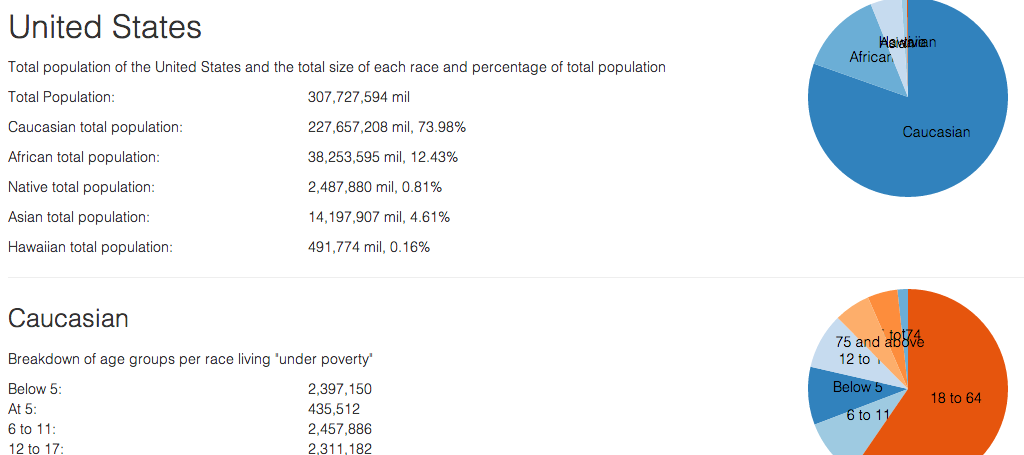 United States
Total population of the United States and the total size of each race and percentage of total population
Total Population: 307,727,594 mil
Caucasian total population: 227,657,208 mil, 73.98%
African total population: 38,253,595 mil, 12.43%
Native total population: 2,487,880 mil, 0.81%
Asian total population: 14,197,907 mil, 4.61%
Hawaiian total population: 491,774 mil, 0.16%
African
Caucasian
Caucasian
Breakdown of age groups per race living "under poverty"
Below 5: 2,397,150
At 5: 435,512
6 to 11: 2,457,886
12 to 17: 2,311,182
75 and above
12 to
Below 5
18 to 64
6 to 11